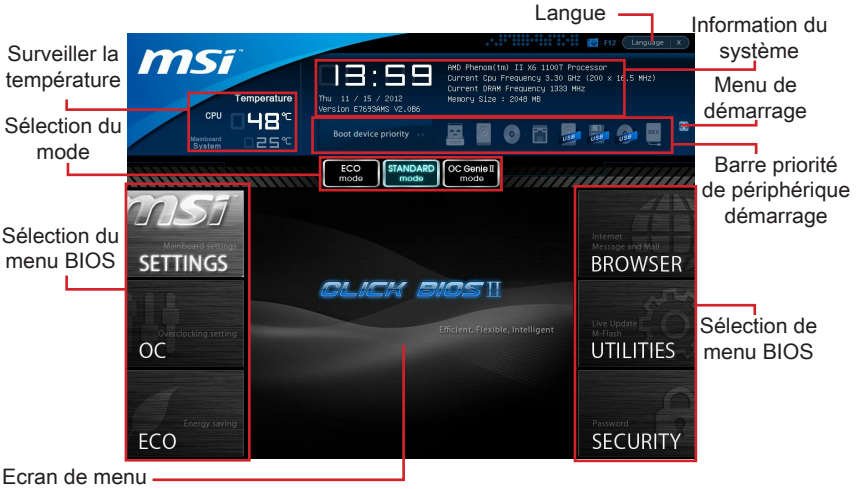 Langue
Information du
système
Surveiller la
température
Menu de
démarrage
Sélection du
mode
Barre priorité
de périphérique
démarrage
Sélection du
menu BIOS
Sélection de
menu BIOS
Ecran de menu
msi
F12
Language
X
13:59
Thu 11 / 15 / 2012
Version E7693AMS V2.0B6
AMD Phenom(tm) II X6 1100T Processor
Current Cpu Frequency 3.30 GHz (200 x 16.5 MHz)
Current DRAM Frequency 1333 MHz
Memory Size : 2048 MB
Temperature
CPU 48°C
Mainboard
System 25°C
Boot device priority
USB
USB
USB
ECO
mode
STANDARD
mode
OC Genie II
mode
msi
Mainboard settings
SETTINGS
Overclocking setting
OC
Energy saving
ECO
CLICK BIOS II
Efficient, Flexible, Intelligent
Internet
Message and Mail
BROWSER
Live Update
M-Flash
UTILITIES
Password
SECURITY